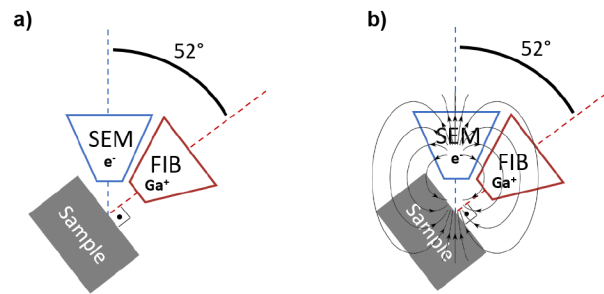 a)
52°
SEM
e-
FIB
Ga+
Sample
b)
52°
SEM
e-
FIB
Ga+
Sample